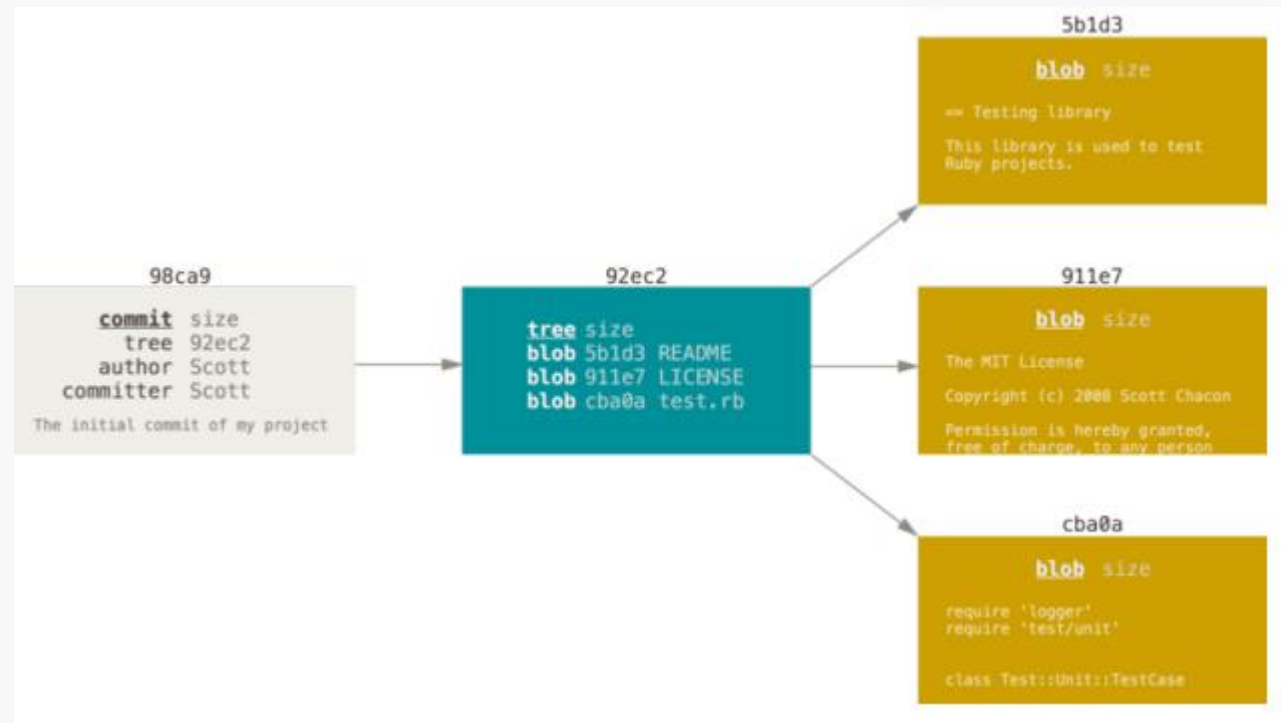 98ca9
commit size
tree 92ec2
author Scott
committer Scott
The initial commit of my project
92ec2
tree size
blob 5b1d3 README
blob 911e7 LICENSE
blob cba0a test.rb
5b1d3
blob size
== Testing library
This library is used to test
Ruby projects.
911e7
blob size
The MIT License
Copyright (c) 2008 Scott Chacon
Permission is hereby granted,
free of charge, to any person
cba0a
blob size
require 'logger'
require 'test/unit'
class Test::Unit::TestCase